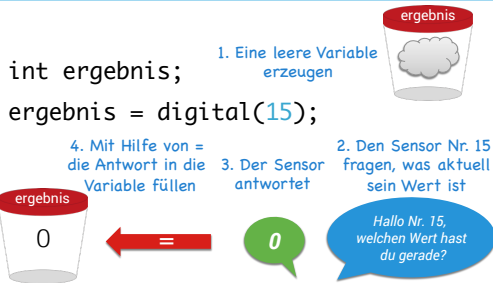 ergebnis
1. Eine leere Variable
erzeugen
int ergebnis;
ergebnis = digital(15);
4. Mit Hilfe von =
die Antwort in die
Variable füllen
3. Der Sensor
antwortet
2. Den Sensor Nr. 15
fragen, was aktuell
sein Wert ist
ergebnis
0
=
0
Hallo Nr. 15,
welchen Wert hast
du gerade?